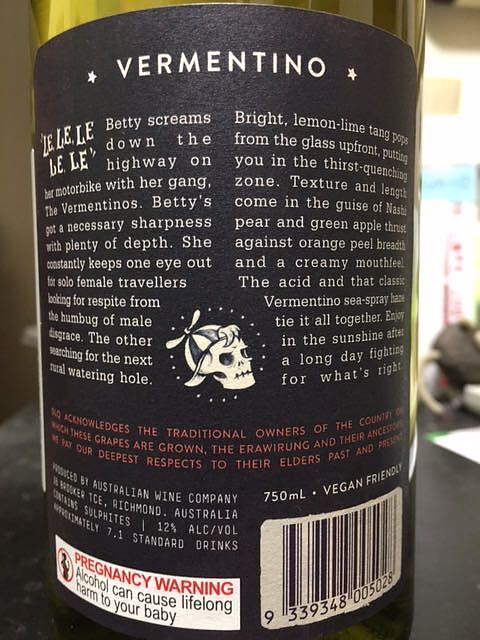 VERMENTINO
"LE, LE, LE
LE, LE"
Betty screams
down the
highway on
her motorbike with her gang,
The Vermentinos. Betty's
got a necessary sharpness
with plenty of depth. She
constantly keeps one eye out
for solo female travellers
looking for respite from
the humbug of male
disgrace. The other
searching for the next
rural watering hole.
Bright, lemon-lime tang pops
from the glass upfront, putting
you in the thirst-quenching
zone. Texture and length
come in the guise of Nashi
pear and green apple thrust
against orange peel breadth
and a creamy mouthfeel.
The acid and that classic
Vermentino sea-spray haze
tie it all together. Enjoy
in the sunshine after
a long day fighting
for what's right.
ACKNOWLEDGES THE TRADITIONAL OWNERS OF THE COUNTRY ON
WHICH THESE GRAPES ARE GROWN, THE ERAWIRUNG AND THEIR ANCESTORS.
WE PAY OUR DEEPEST RESPECTS TO THEIR ELDERS PAST AND PRESENT.
PRODUCED BY AUSTRALIAN WINE COMPANY
BROOKER TCE, RICHMOND. AUSTRALIA
CONTAINS SULPHITES | 12% ALC/VOL
APPROXIMATELY 7.1 STANDARD DRINKS
750mL • VEGAN FRIENDLY
PREGNANCY WARNING
Alcohol can cause lifelong
harm to your baby
9 339348 005028